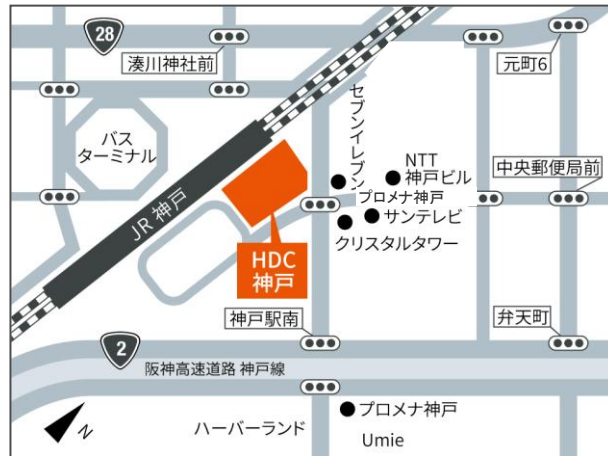 28
湊川神社前
元町6
バス
ターミナル
セブンイレブン
NTT
神戸ビル
中央郵便局前
プロメナ神戸
サンテレビ
クリスタルタワー
JR 神戸
HDC
神戸
神戸駅南
弁天町
2
阪神高速道路 神戸線
プロメナ神戸
ハーバーランド
Umie
N